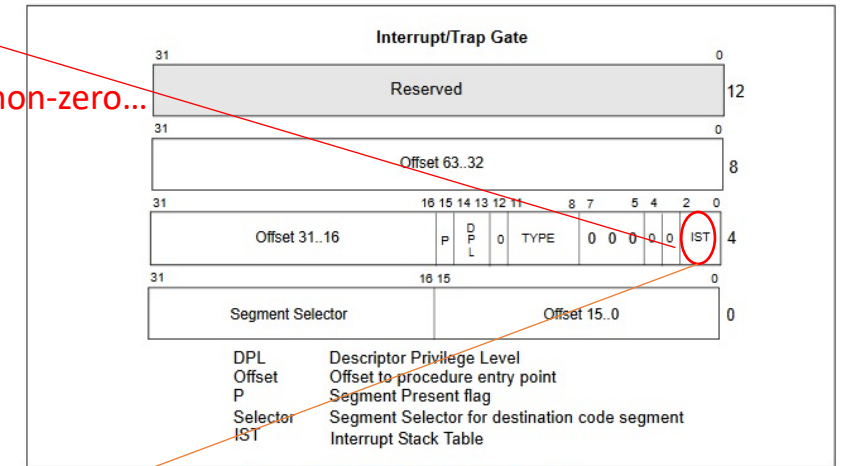 Interrupt/Trap Gate
31 0
Reserved 12
non-zero…
31 0
Offset 63..32 8
31 16 15 14 13 12 11 8 7 5 4 2 0
Offset 31..16 P DPL 0 TYPE 0 0 0 0 0 IST 4
31 16 15 0
Segment Selector Offset 15..0 0
DPL Descriptor Privilege Level
Offset Offset to procedure entry point
P Segment Present flag
Selector Segment Selector for destination code segment
IST Interrupt Stack Table